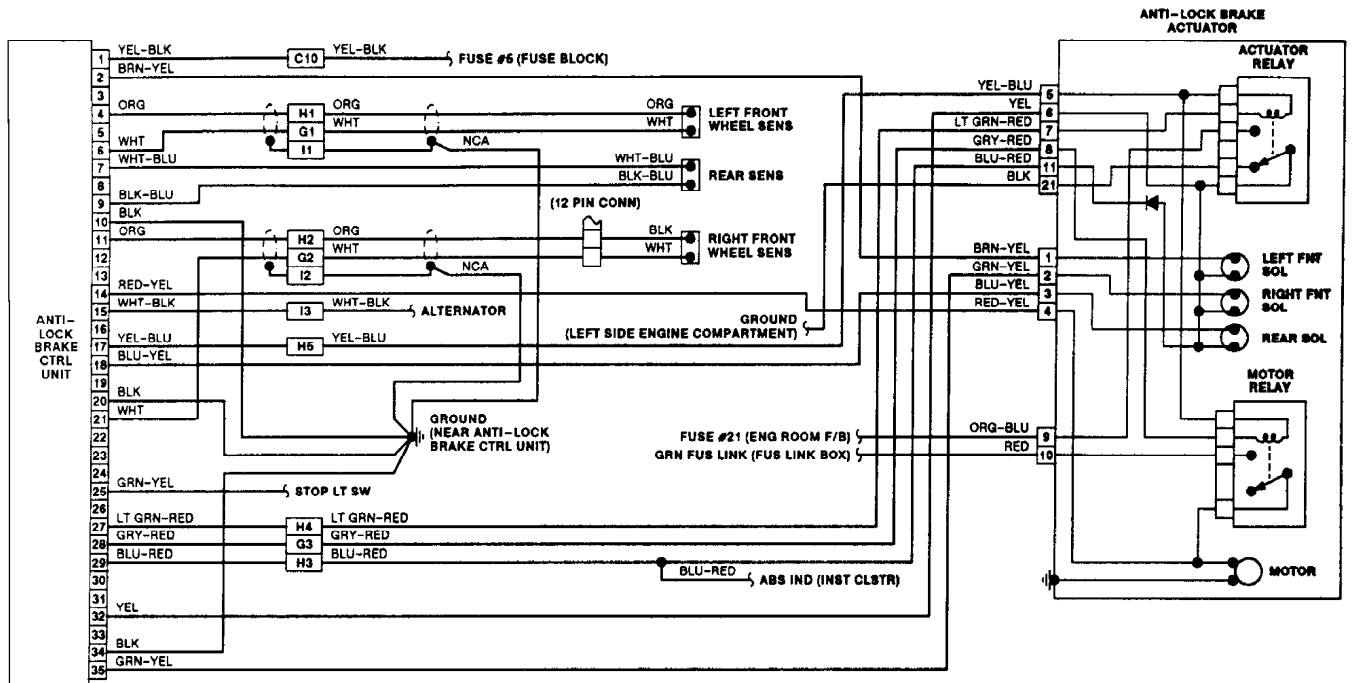 ANTI-LOCK BRAKE
ACTUATOR
ACTUATOR
RELAY
1 YEL-BLK C10 YEL-BLK FUSE #5 (FUSE BLOCK)
2 BRN-YEL
3
4 ORG H1 ORG ORG LEFT FRONT
5 G1 WHT WHT WHEEL SENS
6 WHT I1 NCA
7 WHT-BLU WHT-BLU REAR SENS
8 BLK-BLU
9 BLK-BLU
10 BLK (12 PIN CONN)
11 ORG H2 ORG BLK RIGHT FRONT
12 G2 WHT WHT WHEEL SENS
13 I2 NCA
14 RED-YEL
15 WHT-BLK I3 WHT-BLK ALTERNATOR
16
17 YEL-BLU H5 YEL-BLU
18 BLU-YEL
19
20 BLK
21 WHT
22
23
24
25 GRN-YEL STOP LT SW
26
27 LT GRN-RED H4 LT GRN-RED
28 GRY-RED G3 GRY-RED
29 BLU-RED H3 BLU-RED
30 BLU-RED ABS IND (INST CLSTR)
31
32 YEL
33
34 BLK
35 GRN-YEL
ANTI-
LOCK
BRAKE
CTRL
UNIT
GROUND
(LEFT SIDE ENGINE COMPARTMENT)
GROUND
(NEAR ANTI-LOCK
BRAKE CTRL UNIT)
FUSE #21 (ENG ROOM F/B)
GRN FUS LINK (FUS LINK BOX)
YEL-BLU 5
YEL 6
LT GRN-RED 7
GRY-RED 8
BLU-RED 11
BLK 21
BRN-YEL 1
GRN-YEL 2
BLU-YEL 3
RED-YEL 4
ORG-BLU 9
RED 10
LEFT FNT
SOL
RIGHT FNT
SOL
REAR SOL
MOTOR
RELAY
MOTOR